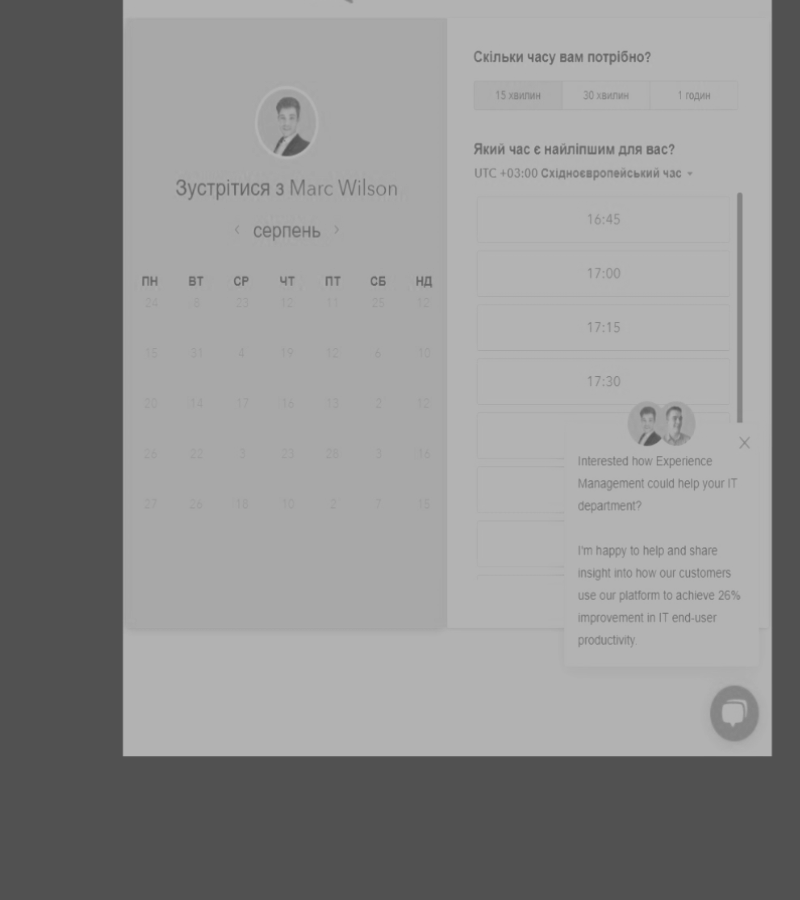 Зустрітися з Marc Wilson
‹ серпень ›
ПН ВТ СР ЧТ ПТ СБ НД
24 5 23 12 11 25 12
15 31 4 19 12 6 10
20 14 17 16 18 2 12
26 22 3 23 28 3 16
27 26 18 10 2 7 15
Скільки часу вам потрібно?
15 хвилин 30 хвилин 1 годин
Який час є найліпшим для вас?
UTC +03:00 Східноєвропейський час
16:45
17:00
17:15
17:30
Interested how Experience
Management could help your IT
department?
I'm happy to help and share
insight into how our customers
use our platform to achieve 26%
improvement in IT end-user
productivity.